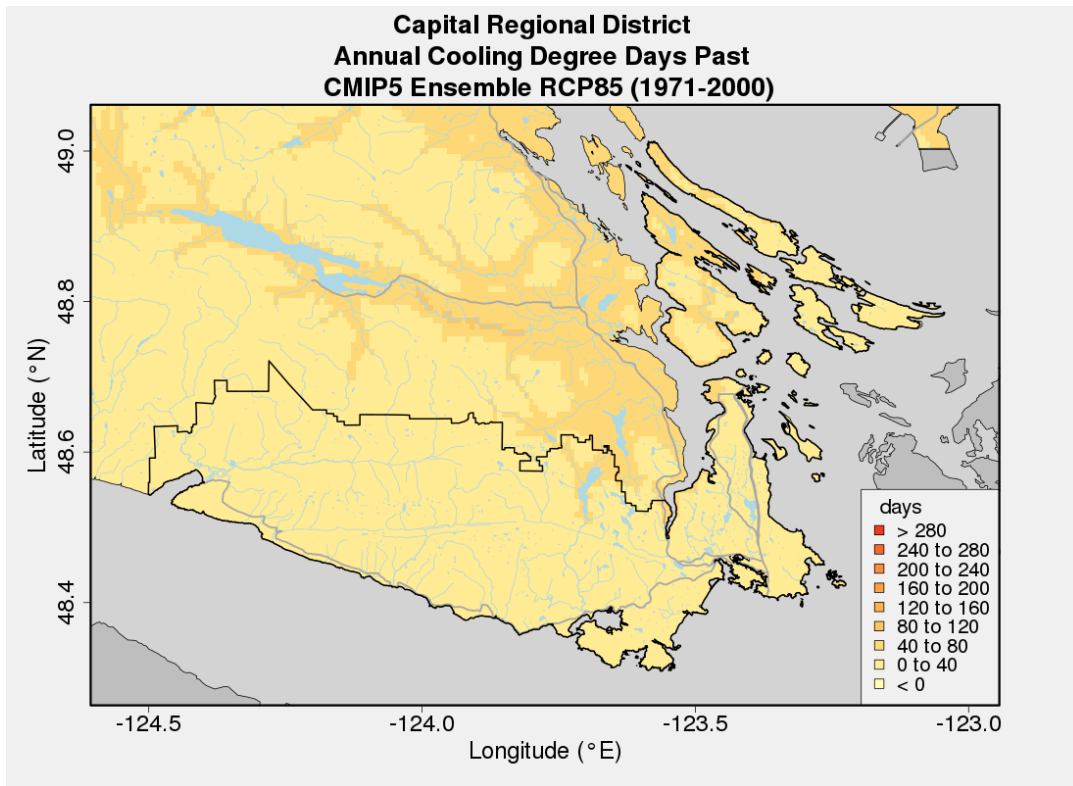 Capital Regional District
Annual Cooling Degree Days Past
CMIP5 Ensemble RCP85 (1971-2000)
Latitude (°N)
49.0
48.8
48.6
48.4
days
> 280
240 to 280
200 to 240
160 to 200
120 to 160
80 to 120
40 to 80
0 to 40
< 0
-124.5
-124.0
-123.5
-123.0
Longitude (°E)